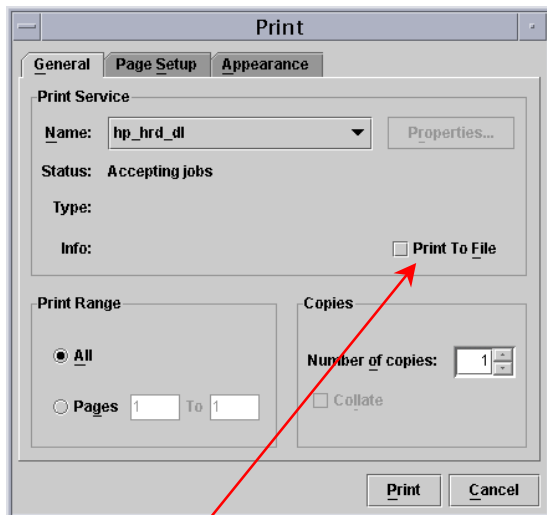 Print
General Page Setup Appearance
Print Service
Name: hp_hrd_dl Properties...
Status: Accepting jobs
Type:
Info: Print To File
Print Range
All
Pages 1 To 1
Copies
Number of copies: 1
Collate
Print Cancel